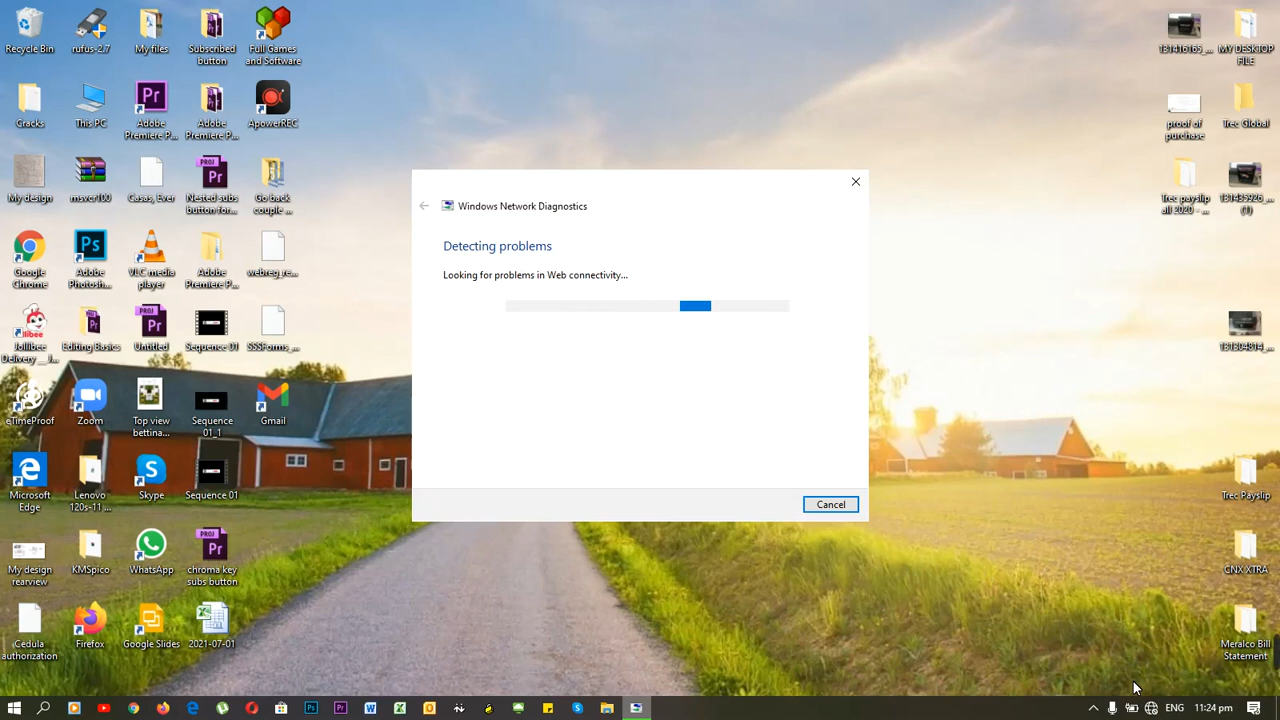 Recycle Bin
rufus-2.7
My files
Subscribed
button
Full Games
and Software
Cracks
This PC
Adobe
Premiere P...
Adobe
Premiere P...
ApowerREC
My design
msvcr100
Casas, Ever
Nested subs
button for...
Go back
couple ...
Google
Chrome
Adobe
Photosh...
VLC media
player
Adobe
Premiere P...
webreg_re...
Jollibee
Delivery __J...
Editing Basics
Untitled
Sequence 01
SSSForms_...
eTimeProof
Zoom
Top view
bettina...
Sequence
01_1
Gmail
Microsoft
Edge
Lenovo
120s-11 ...
Skype
Sequence 01
My design
rearview
KMSpico
WhatsApp
chroma key
subs button
Cedula
authorization
Firefox
Google Slides
2021-07-01
Windows Network Diagnostics
Detecting problems
Looking for problems in Web connectivity...
Cancel
131416165_...
MY DESKTOP
FILE
proof of
purchase
Trec Global
Trec payslip
all 2020 - ...
131435926_...
(1)
131304814_...
Trec Payslip
CNX XTRA
Meralco Bill
Statement
ENG
11:24 pm